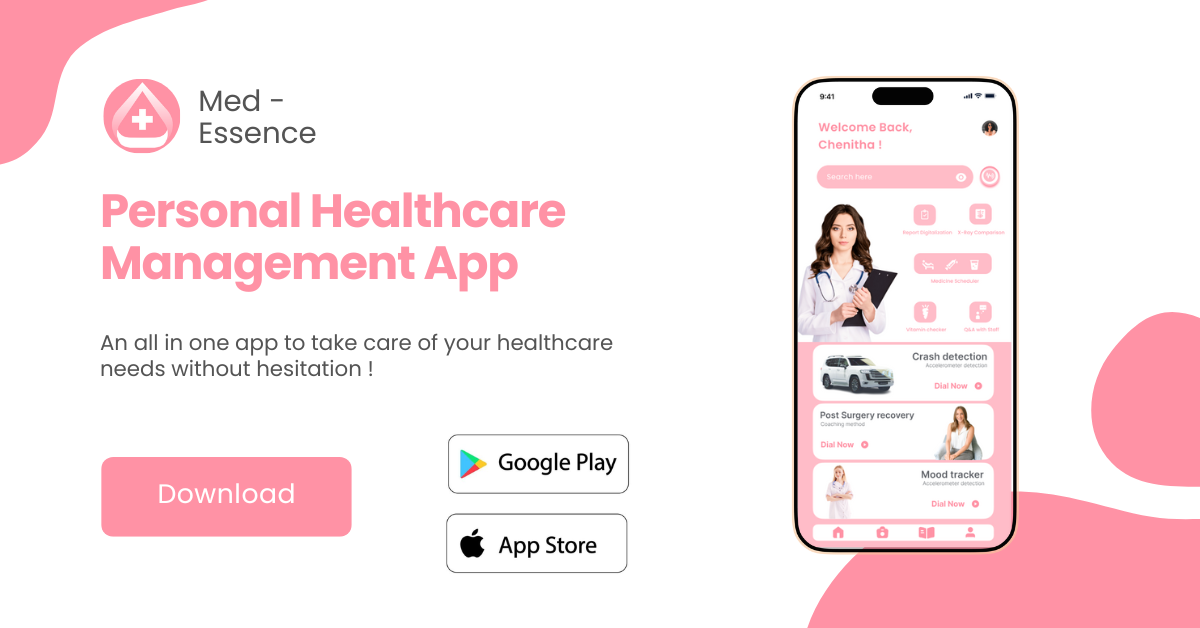 Med -
Essence
Personal Healthcare
Management App
An all in one app to take care of your healthcare
needs without hesitation !
Download
Google Play
App Store
9:41
Welcome Back,
Chenitha !
Search here
Report Digitalization X-Ray Comparison
Medicine Scheduler
Vitamin checker Q&A with Staff
Crash detection
Accelerometer detection
Dial Now
Post Surgery recovery
Coaching method
Dial Now
Mood tracker
Accelerometer detection
Dial Now